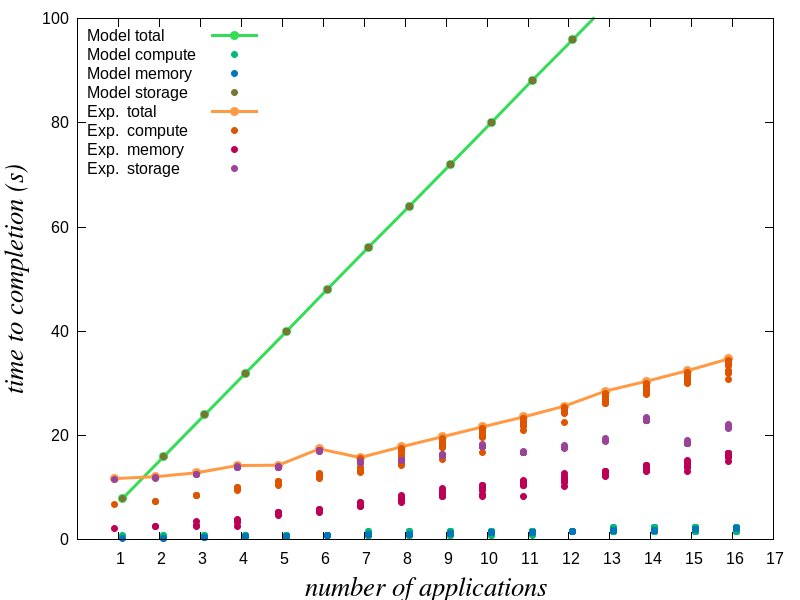 100
80
60
40
20
0
time to completion (s)
Model total
Model compute
Model memory
Model storage
Exp. total
Exp. compute
Exp. memory
Exp. storage
1 2 3 4 5 6 7 8 9 10 11 12 13 14 15 16 17
number of applications